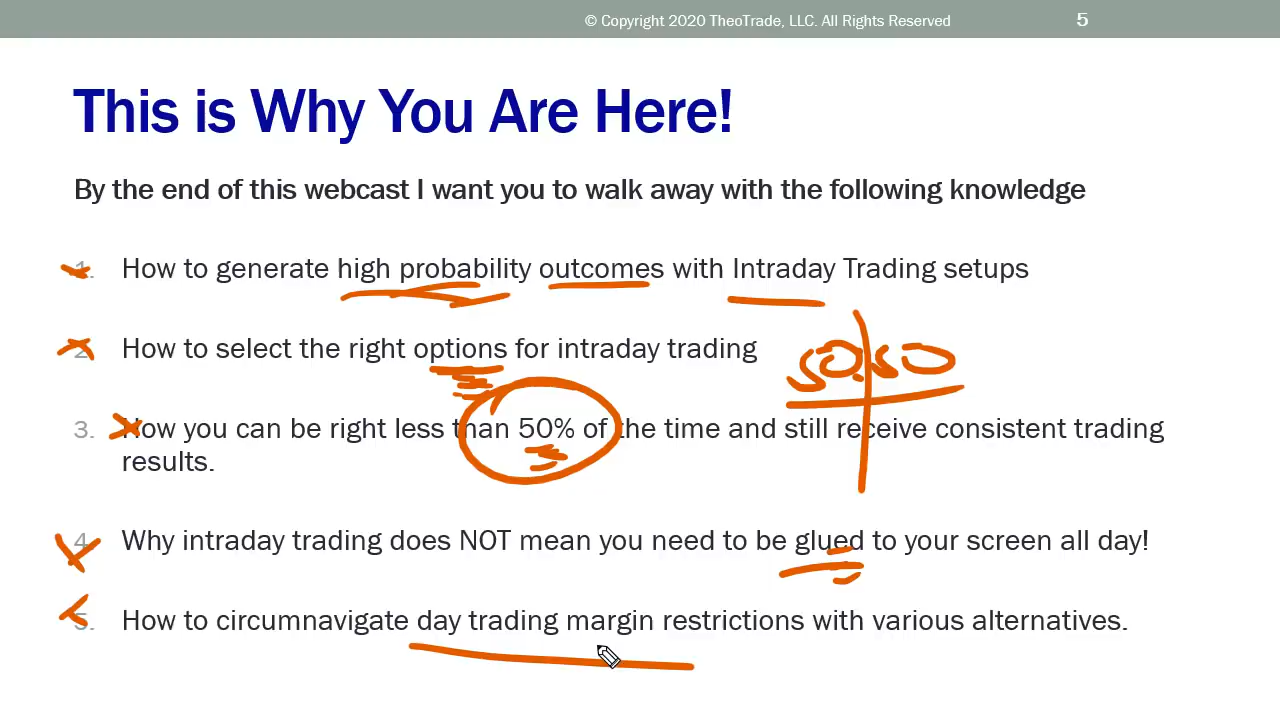 © Copyright 2020 TheoTrade, LLC. All Rights Reserved 5
This is Why You Are Here!
By the end of this webcast I want you to walk away with the following knowledge
1. How to generate high probability outcomes with Intraday Trading setups
2. How to select the right options for intraday trading
50.50
3. How you can be right less than 50% of the time and still receive consistent trading
results.
4. Why intraday trading does NOT mean you need to be glued to your screen all day!
5. How to circumnavigate day trading margin restrictions with various alternatives.